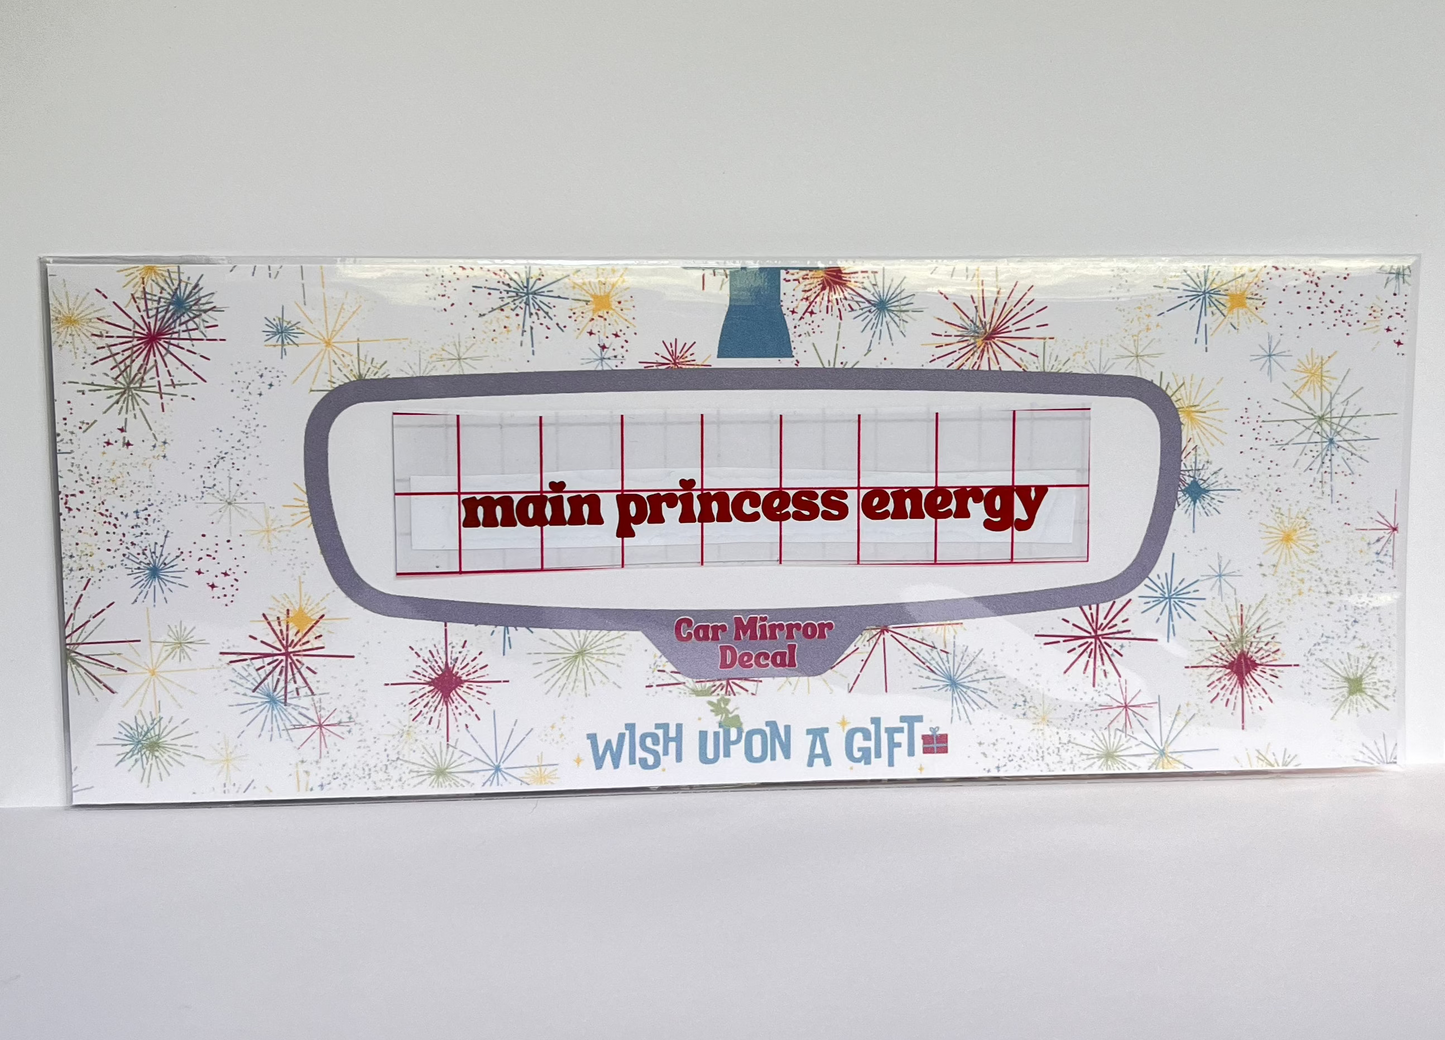 main princess energy
Car Mirror
Decal
WISH UPON A GIFT